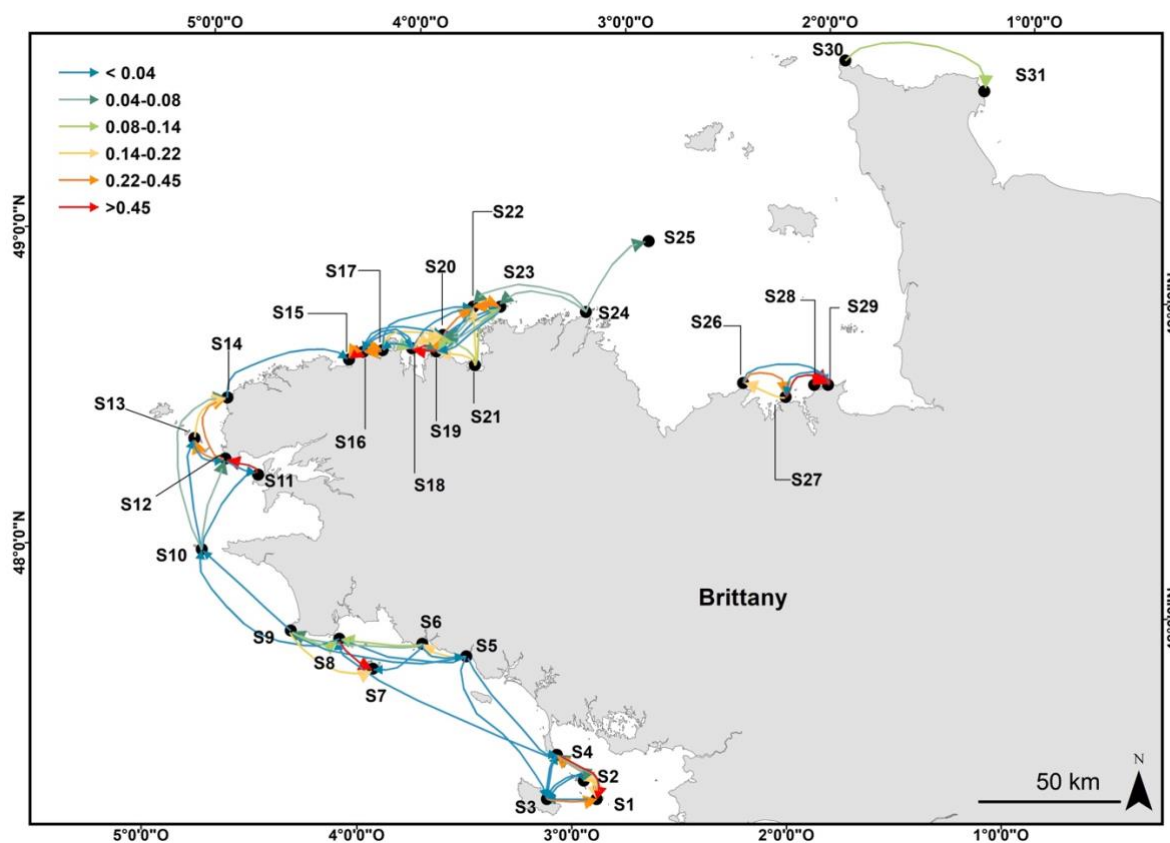 5°0'0"O 4°0'0"O 3°0'0"O 2°0'0"O 1°0'0"O
S30
S31
< 0.04
0.04-0.08
0.08-0.14
0.14-0.22
0.22-0.45
>0.45
49°0'0"N
S22
S25
S17
S20
S23
S24
S15
S28
S29
S26
S14
S21
S13
S16
S19
S27
S12
S11
S18
48°0'0"N
S10
Brittany
S9
S6
S5
S8
S7
S4
S2
N
50 km
S3
S1
5°0'0"O 4°0'0"O 3°0'0"O 2°0'0"O 1°0'0"O